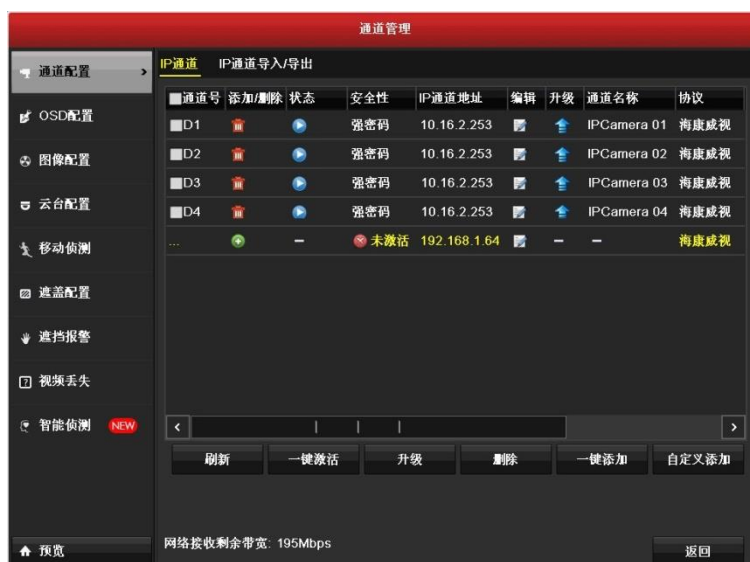 通道管理
通道配置 >
OSD配置
图像配置
云台配置
移动侦测
遮盖配置
遮挡报警
视频丢失
智能侦测 NEW
预览
IP通道 IP通道导入/导出
通道号 添加/删除 状态 安全性 IP通道地址 编辑 升级 通道名称 协议
D1 强密码 10.16.2.253 IPCamera 01 海康威视
D2 强密码 10.16.2.253 IPCamera 02 海康威视
D3 强密码 10.16.2.253 IPCamera 03 海康威视
D4 强密码 10.16.2.253 IPCamera 04 海康威视
... – 未激活 192.168.1.64 – – 海康威视
刷新 一键激活 升级 删除 一键添加 自定义添加
网络接收剩余带宽: 195Mbps
返回